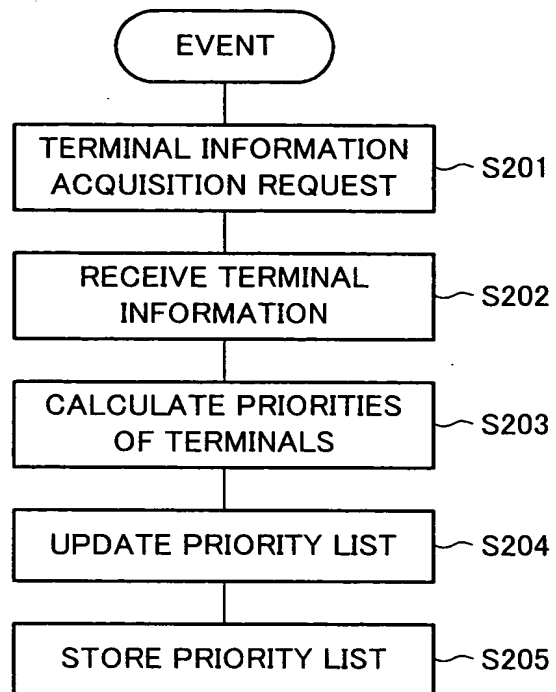 EVENT
TERMINAL INFORMATION
ACQUISITION REQUEST
S201
RECEIVE TERMINAL
INFORMATION
S202
CALCULATE PRIORITIES
OF TERMINALS
S203
UPDATE PRIORITY LIST
S204
STORE PRIORITY LIST
S205